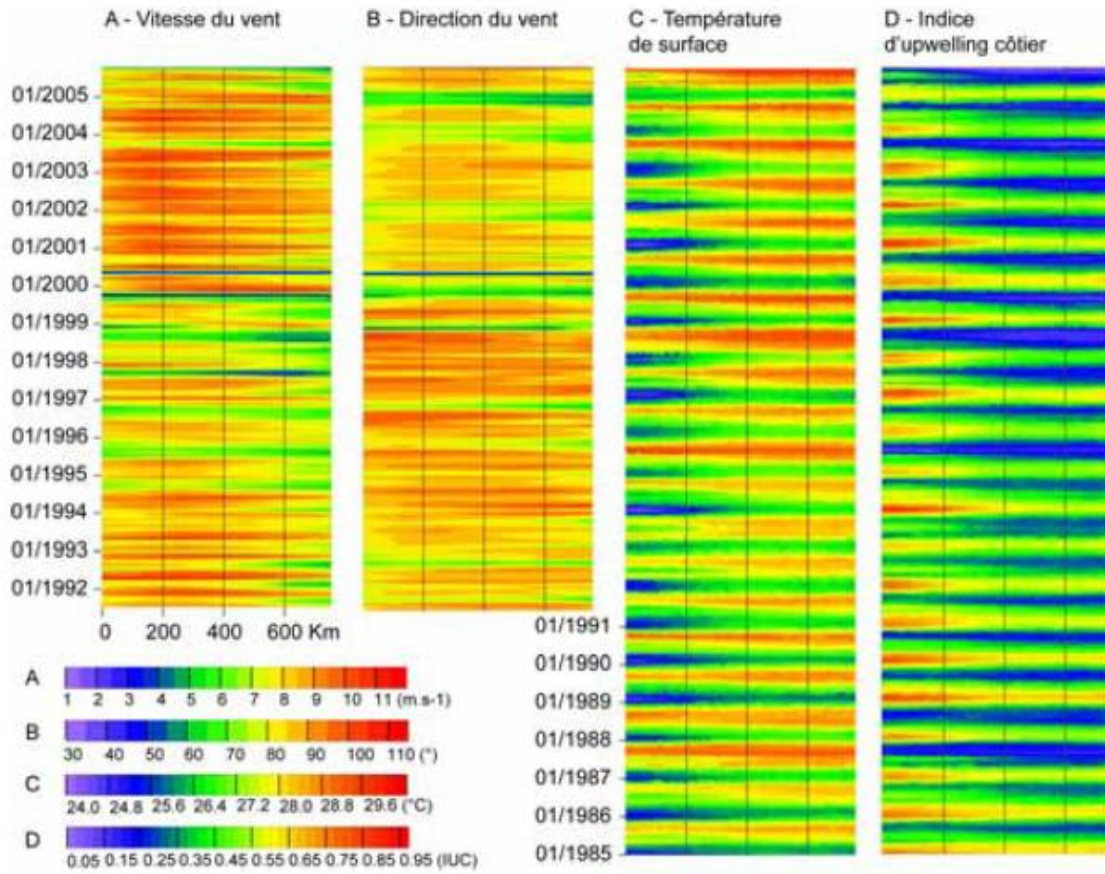 A - Vitesse du vent
B - Direction du vent
C - Température
de surface
D - Indice
d'upwelling côtier
01/2005
01/2004
01/2003
01/2002
01/2001
01/2000
01/1999
01/1998
01/1997
01/1996
01/1995
01/1994
01/1993
01/1992
0 200 400 600 Km
01/1991
01/1990
01/1989
01/1988
01/1987
01/1986
01/1985
A
1 2 3 4 5 6 7 8 9 10 11 (m.s-1)
B
30 40 50 60 70 80 90 100 110 (°)
C
24.0 24.8 25.6 26.4 27.2 28.0 28.8 29.6 (°C)
D
0.05 0.15 0.25 0.35 0.45 0.55 0.65 0.75 0.85 0.95 (IUC)